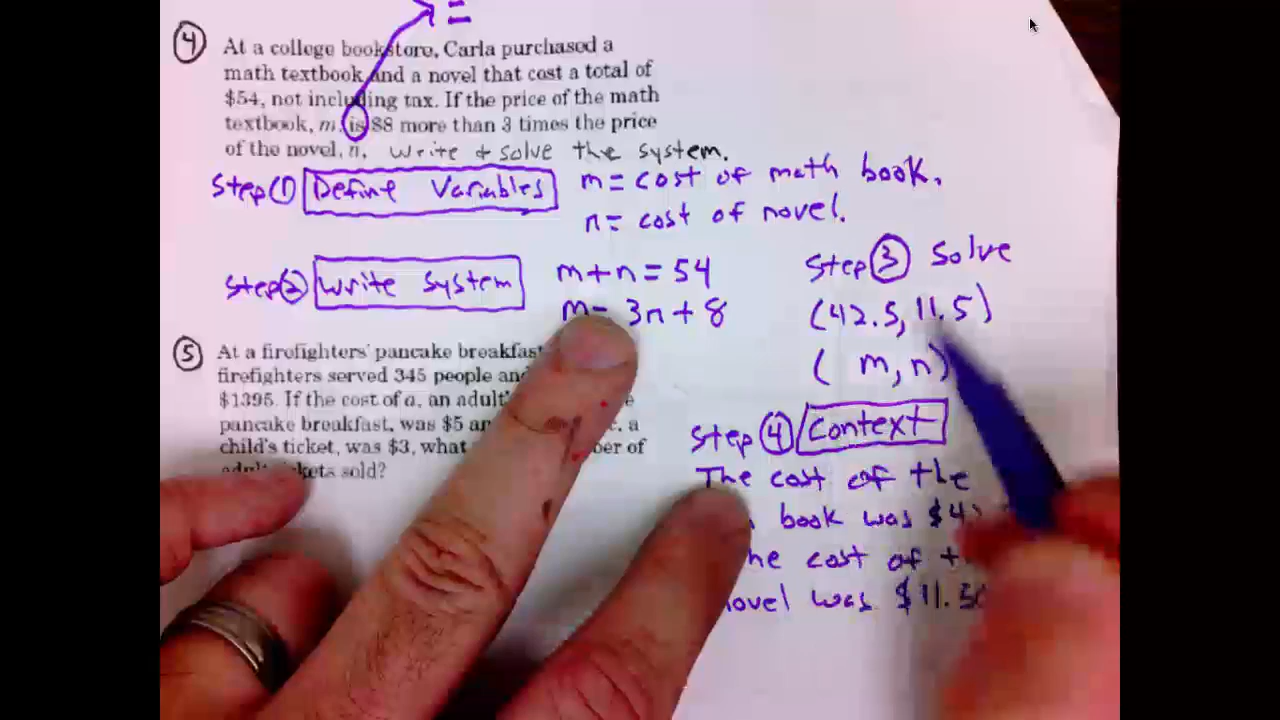 =
④ At a college bookstore, Carla purchased a
math textbook and a novel that cost a total of
$54, not including tax. If the price of the math
textbook, m, is $8 more than 3 times the price
of the novel, n, write + solve the system.
Step ① Define Variables m = cost of math book.
n = cost of novel.
Step ② Write System m+n = 54
m = 3n + 8
Step ③ Solve
(42.5, 11.5)
(m, n)
⑤ At a firefighters' pancake breakfast
firefighters served 345 people and
$1395. If the cost of a, an adult'
pancake breakfast, was $5 a
child's ticket, was $3, what
tickets sold?
Step ④ Context
The cost of the
book was $4
cost of
novel was $11.50